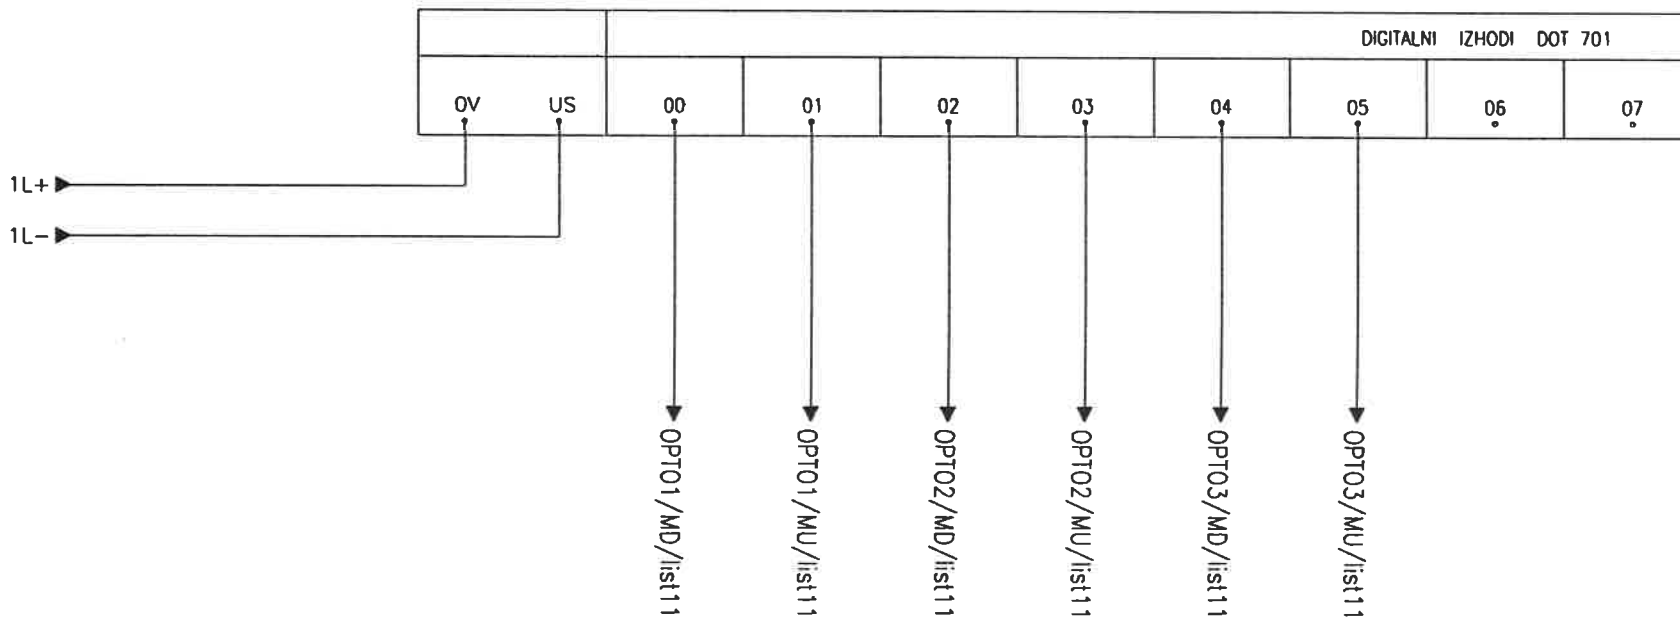 DIGITALNI IZHODI DOT 701
0V US 00 01 02 03 04 05 06 07
1L+
1L-
OPTO1/MD/list11
OPTO1/MU/list11
OPTO2/MD/list11
OPTO2/MU/list11
OPTO3/MD/list11
OPTO3/MU/list11